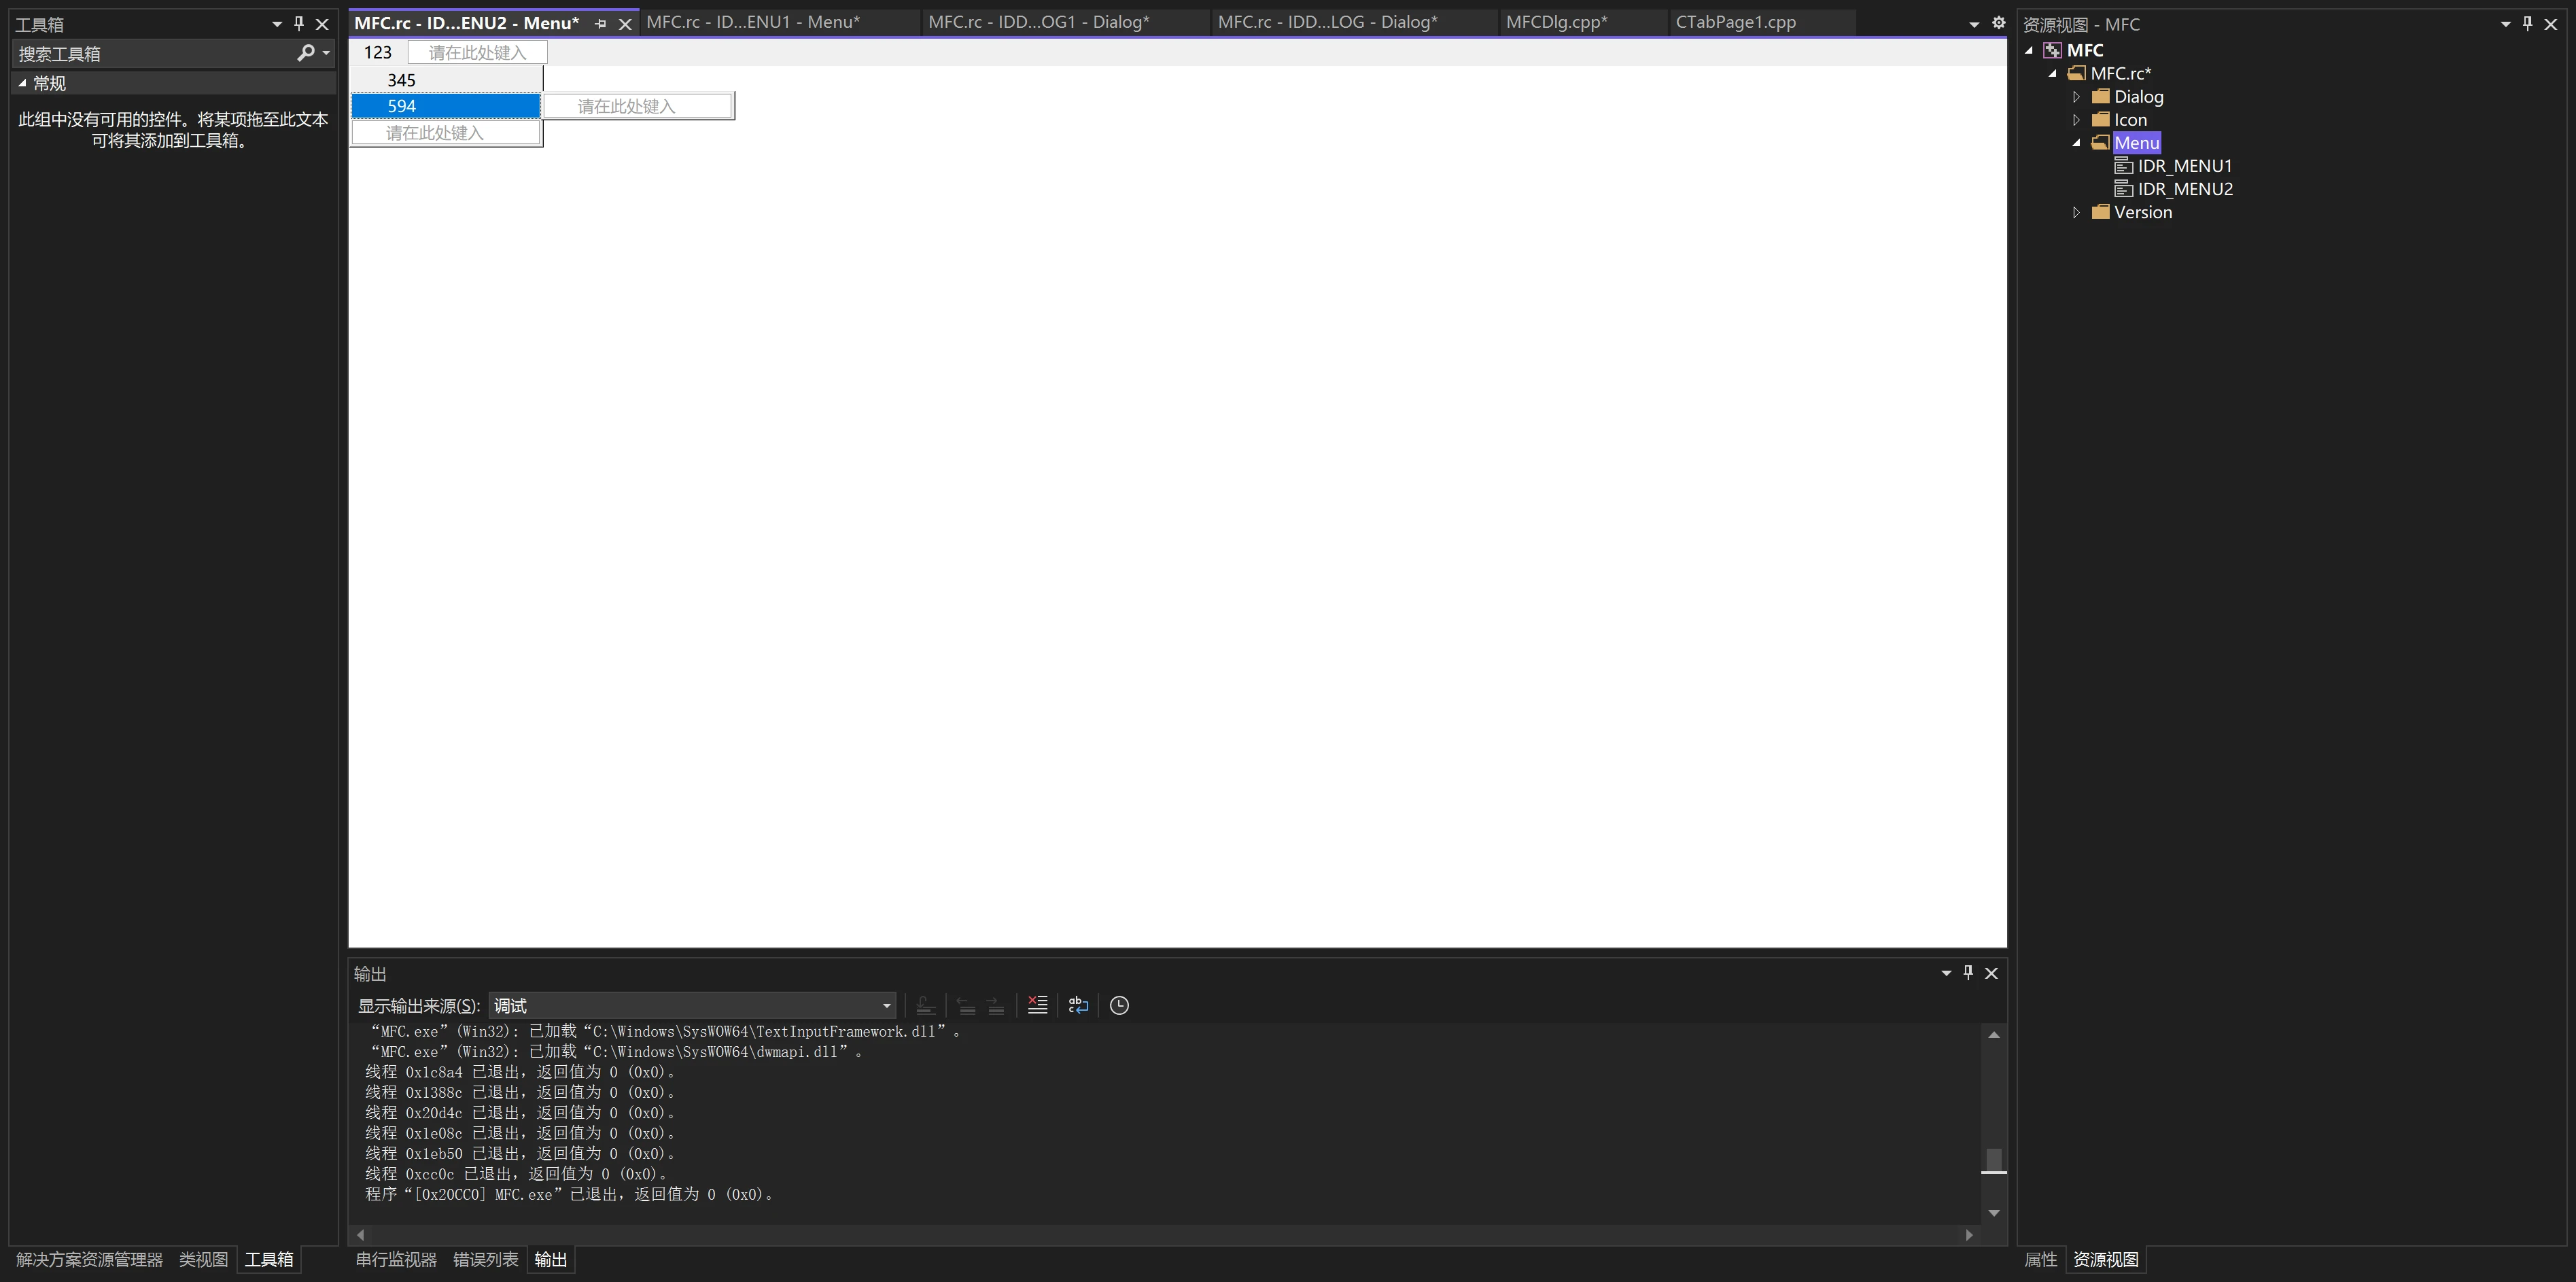 工具箱
搜索工具箱
常规
此组中没有可用的控件。将某项拖至此文本
可将其添加到工具箱。
解决方案资源管理器 类视图 工具箱
MFC.rc - ID...ENU2 - Menu* MFC.rc - ID...ENU1 - Menu* MFC.rc - IDD...OG1 - Dialog* MFC.rc - IDD...LOG - Dialog* MFCDlg.cpp* CTabPage1.cpp
123 请在此处键入
345
594 请在此处键入
请在此处键入
输出
显示输出来源(S): 调试
“MFC.exe”(Win32): 已加载“C:\Windows\SysWOW64\TextInputFramework.dll”。
“MFC.exe”(Win32): 已加载“C:\Windows\SysWOW64\dwmapi.dll”。
线程 0x1c8a4 已退出，返回值为 0 (0x0)。
线程 0x1388c 已退出，返回值为 0 (0x0)。
线程 0x20d4c 已退出，返回值为 0 (0x0)。
线程 0x1e08c 已退出，返回值为 0 (0x0)。
线程 0x1eb50 已退出，返回值为 0 (0x0)。
线程 0xcc0c 已退出，返回值为 0 (0x0)。
程序“[0x20CC0] MFC.exe”已退出，返回值为 0 (0x0)。
串行监视器 错误列表 输出
资源视图 - MFC
MFC
MFC.rc*
Dialog
Icon
Menu
IDR_MENU1
IDR_MENU2
Version
属性 资源视图